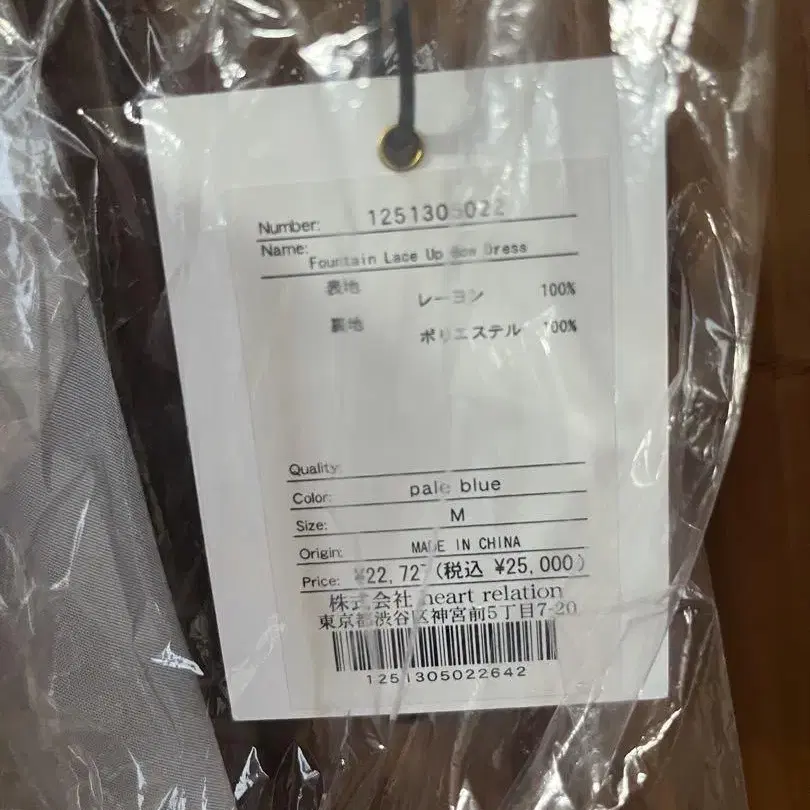 Number: 1251305022
Name:
Fountain Lace Up Bow Dress
表地 レーヨン 100%
裏地 ポリエステル 100%
Quality:
Color: pale blue
Size: M
Origin: MADE IN CHINA
Price: ¥22,727(税込 ¥25,000)
株式会社 heart relation
東京都渋谷区神宮前5丁目7-20
1251305022642